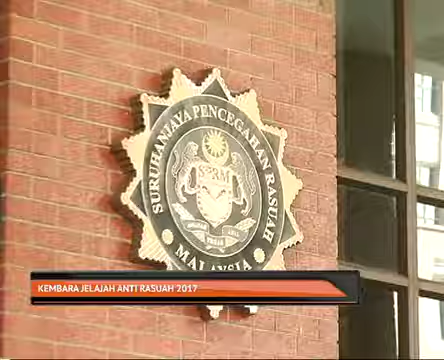 SURUHANJAYA PENCEGAHAN RASUAH
SPRM
MALAYSIA
KEMBARA JELAJAH ANTI RASUAH 2017